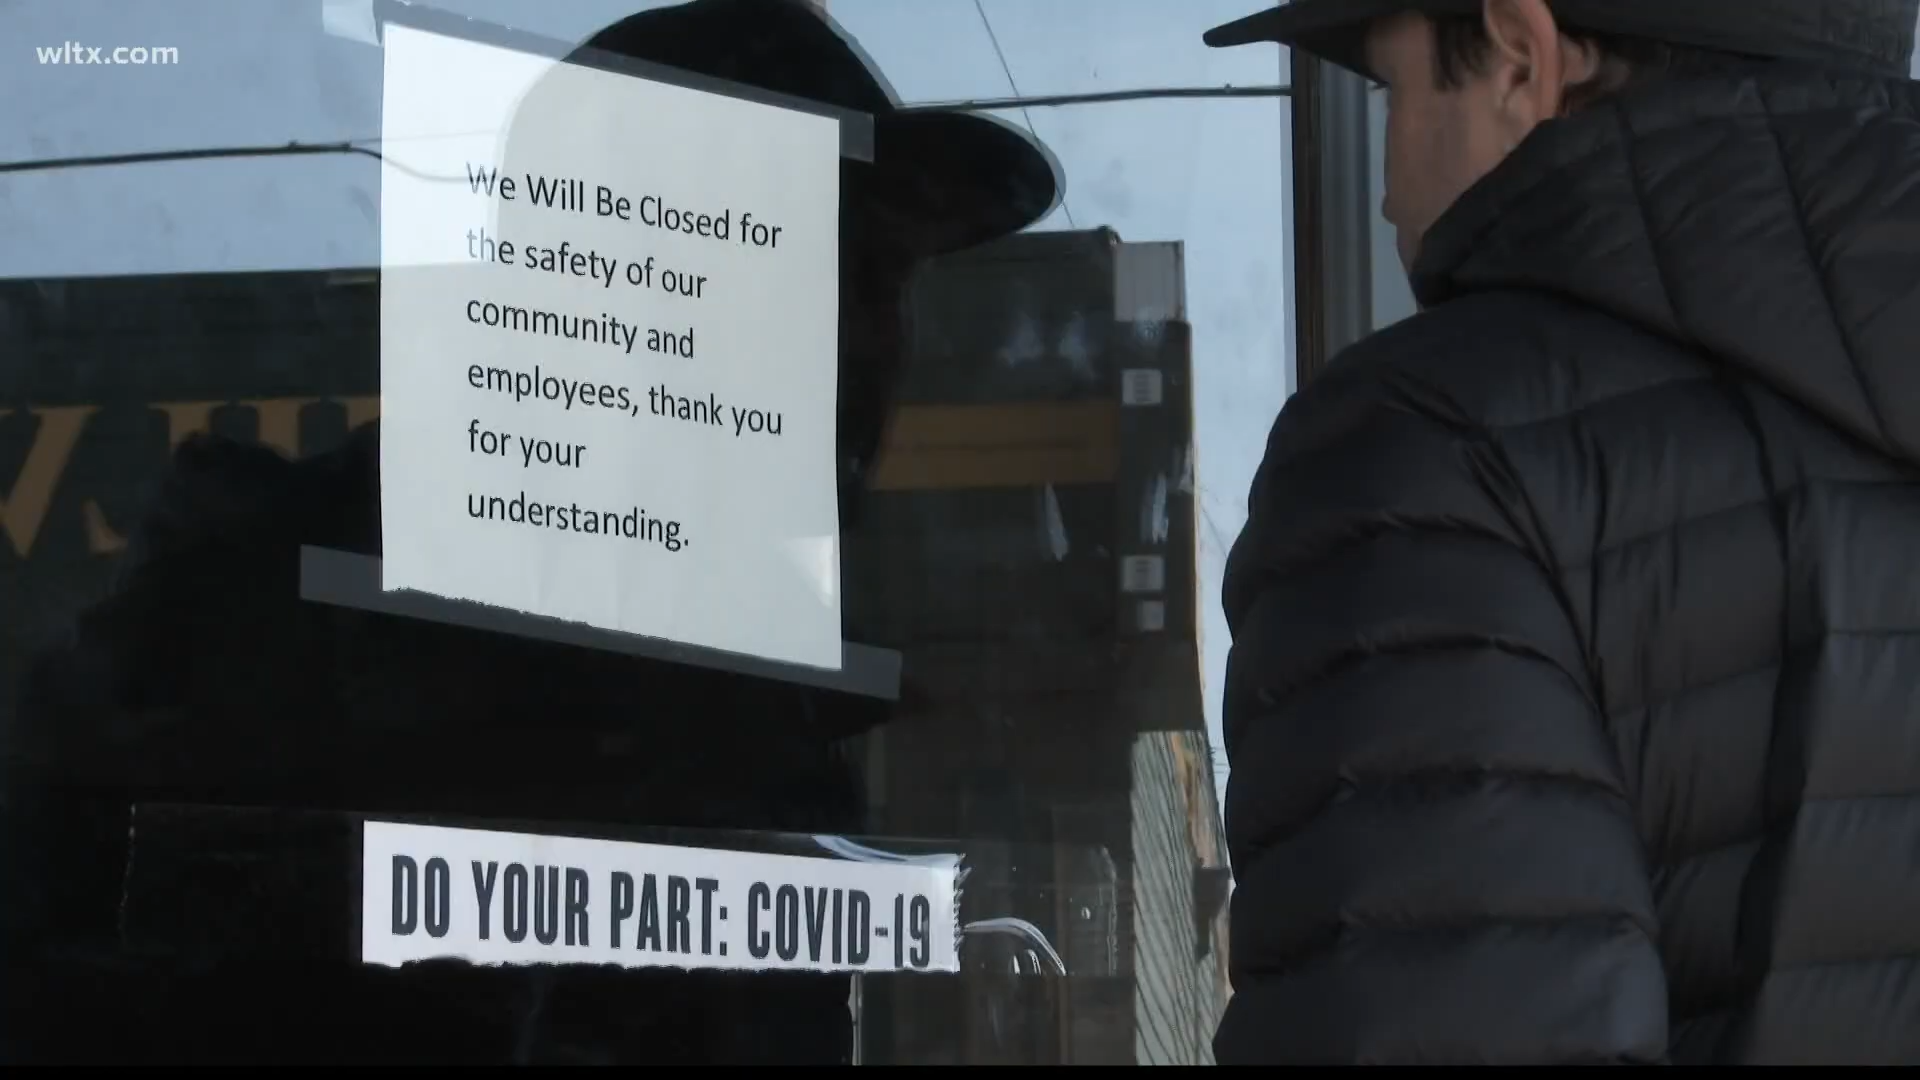 wltx.com
We Will Be Closed for
the safety of our
community and
employees, thank you
for your
understanding.
DO YOUR PART: COVID-19